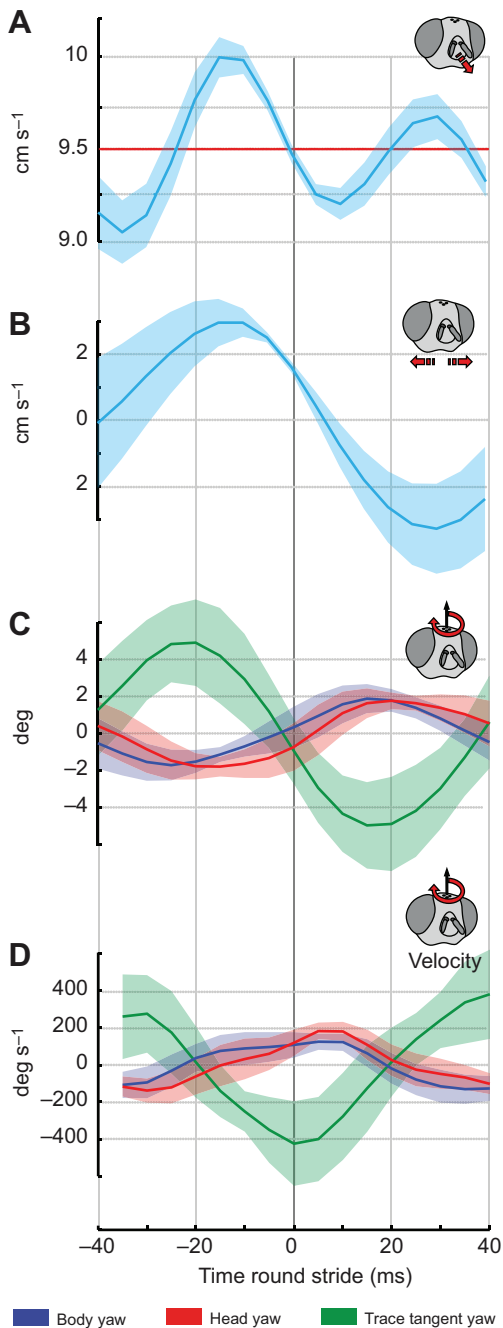 A
10
9.5
9.0
cm s⁻¹
B
2
0
2
cm s⁻¹
C
4
2
0
–2
–4
deg
Velocity
D
400
200
0
–200
–400
deg s⁻¹
–40 –20 0 20 40
Time round stride (ms)
Body yaw Head yaw Trace tangent yaw